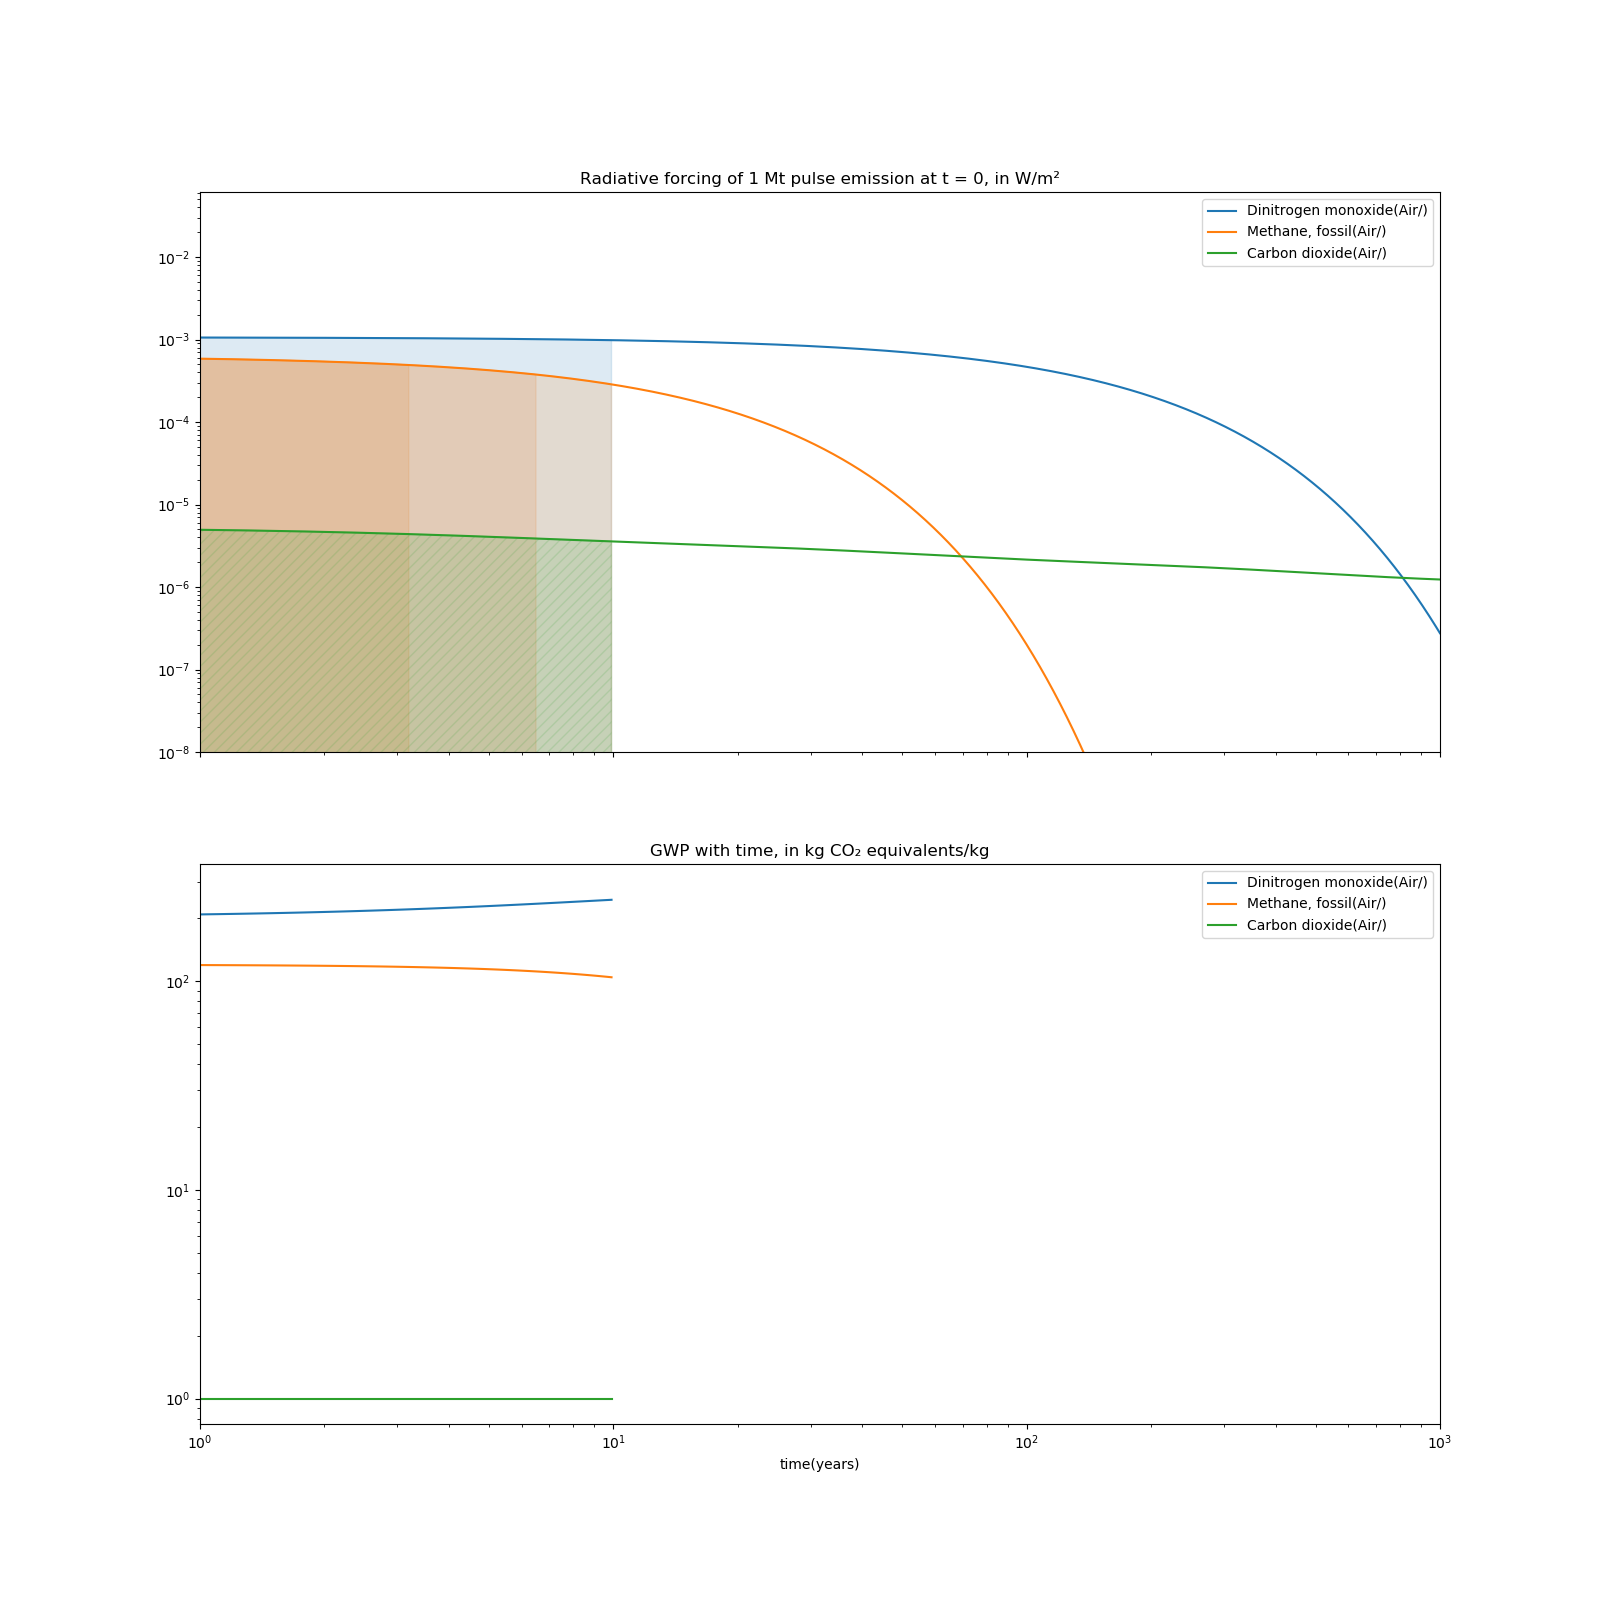 Radiative forcing of 1 Mt pulse emission at t = 0, in W/m²
Dinitrogen monoxide(Air/)
Methane, fossil(Air/)
Carbon dioxide(Air/)
10⁻²
10⁻³
10⁻⁴
10⁻⁵
10⁻⁶
10⁻⁷
10⁻⁸
GWP with time, in kg CO₂ equivalents/kg
Dinitrogen monoxide(Air/)
Methane, fossil(Air/)
Carbon dioxide(Air/)
10²
10¹
10⁰
10⁰ 10¹ 10² 10³
time(years)